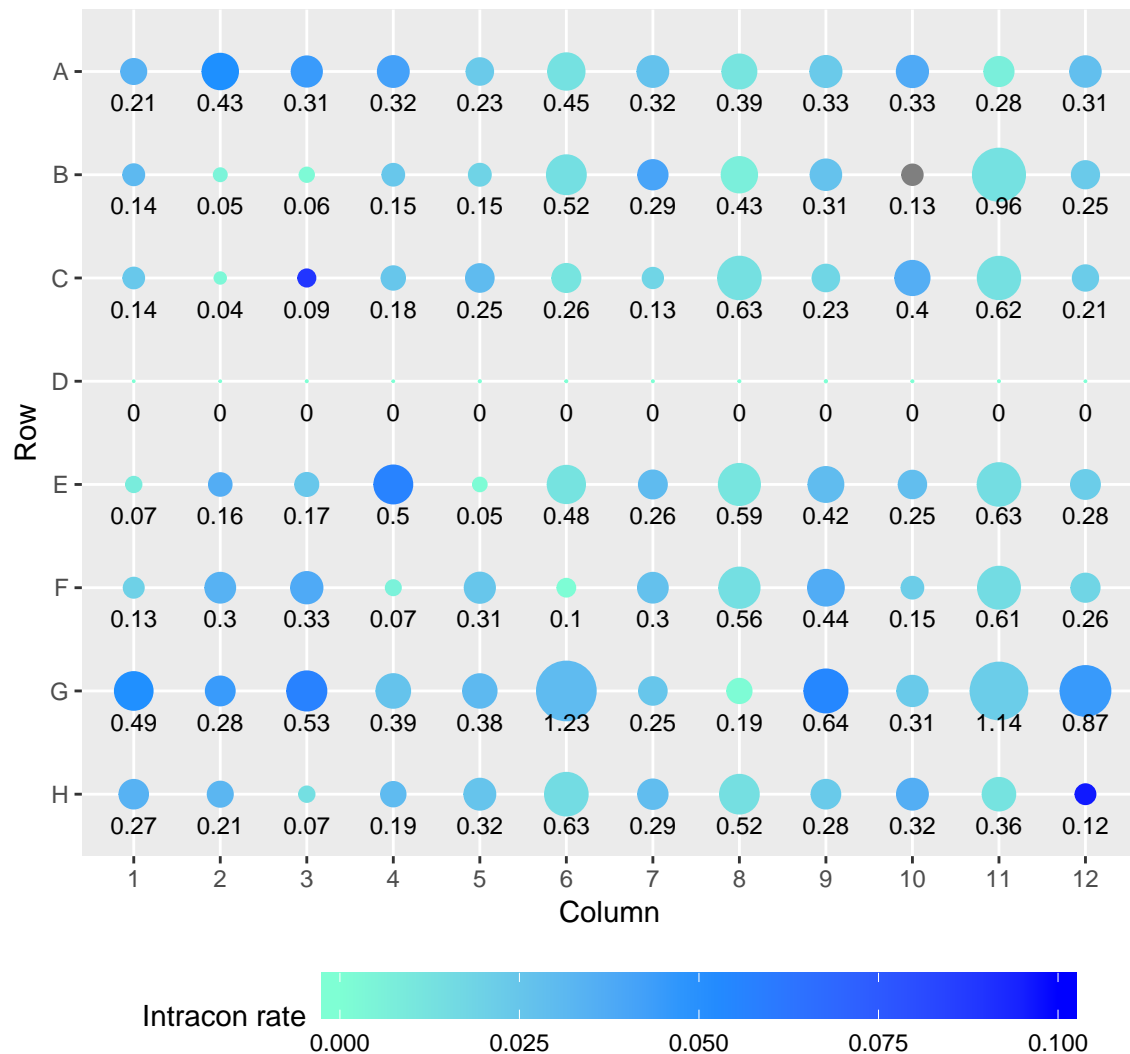 A
0.21 0.43 0.31 0.32 0.23 0.45 0.32 0.39 0.33 0.33 0.28 0.31
B
0.14 0.05 0.06 0.15 0.15 0.52 0.29 0.43 0.31 0.13 0.96 0.25
C
0.14 0.04 0.09 0.18 0.25 0.26 0.13 0.63 0.23 0.4 0.62 0.21
D
0 0 0 0 0 0 0 0 0 0 0 0
Row
E
0.07 0.16 0.17 0.5 0.05 0.48 0.26 0.59 0.42 0.25 0.63 0.28
F
0.13 0.3 0.33 0.07 0.31 0.1 0.3 0.56 0.44 0.15 0.61 0.26
G
0.49 0.28 0.53 0.39 0.38 1.23 0.25 0.19 0.64 0.31 1.14 0.87
H
0.27 0.21 0.07 0.19 0.32 0.63 0.29 0.52 0.28 0.32 0.36 0.12
1 2 3 4 5 6 7 8 9 10 11 12
Column
Intracon rate
0.000 0.025 0.050 0.075 0.100